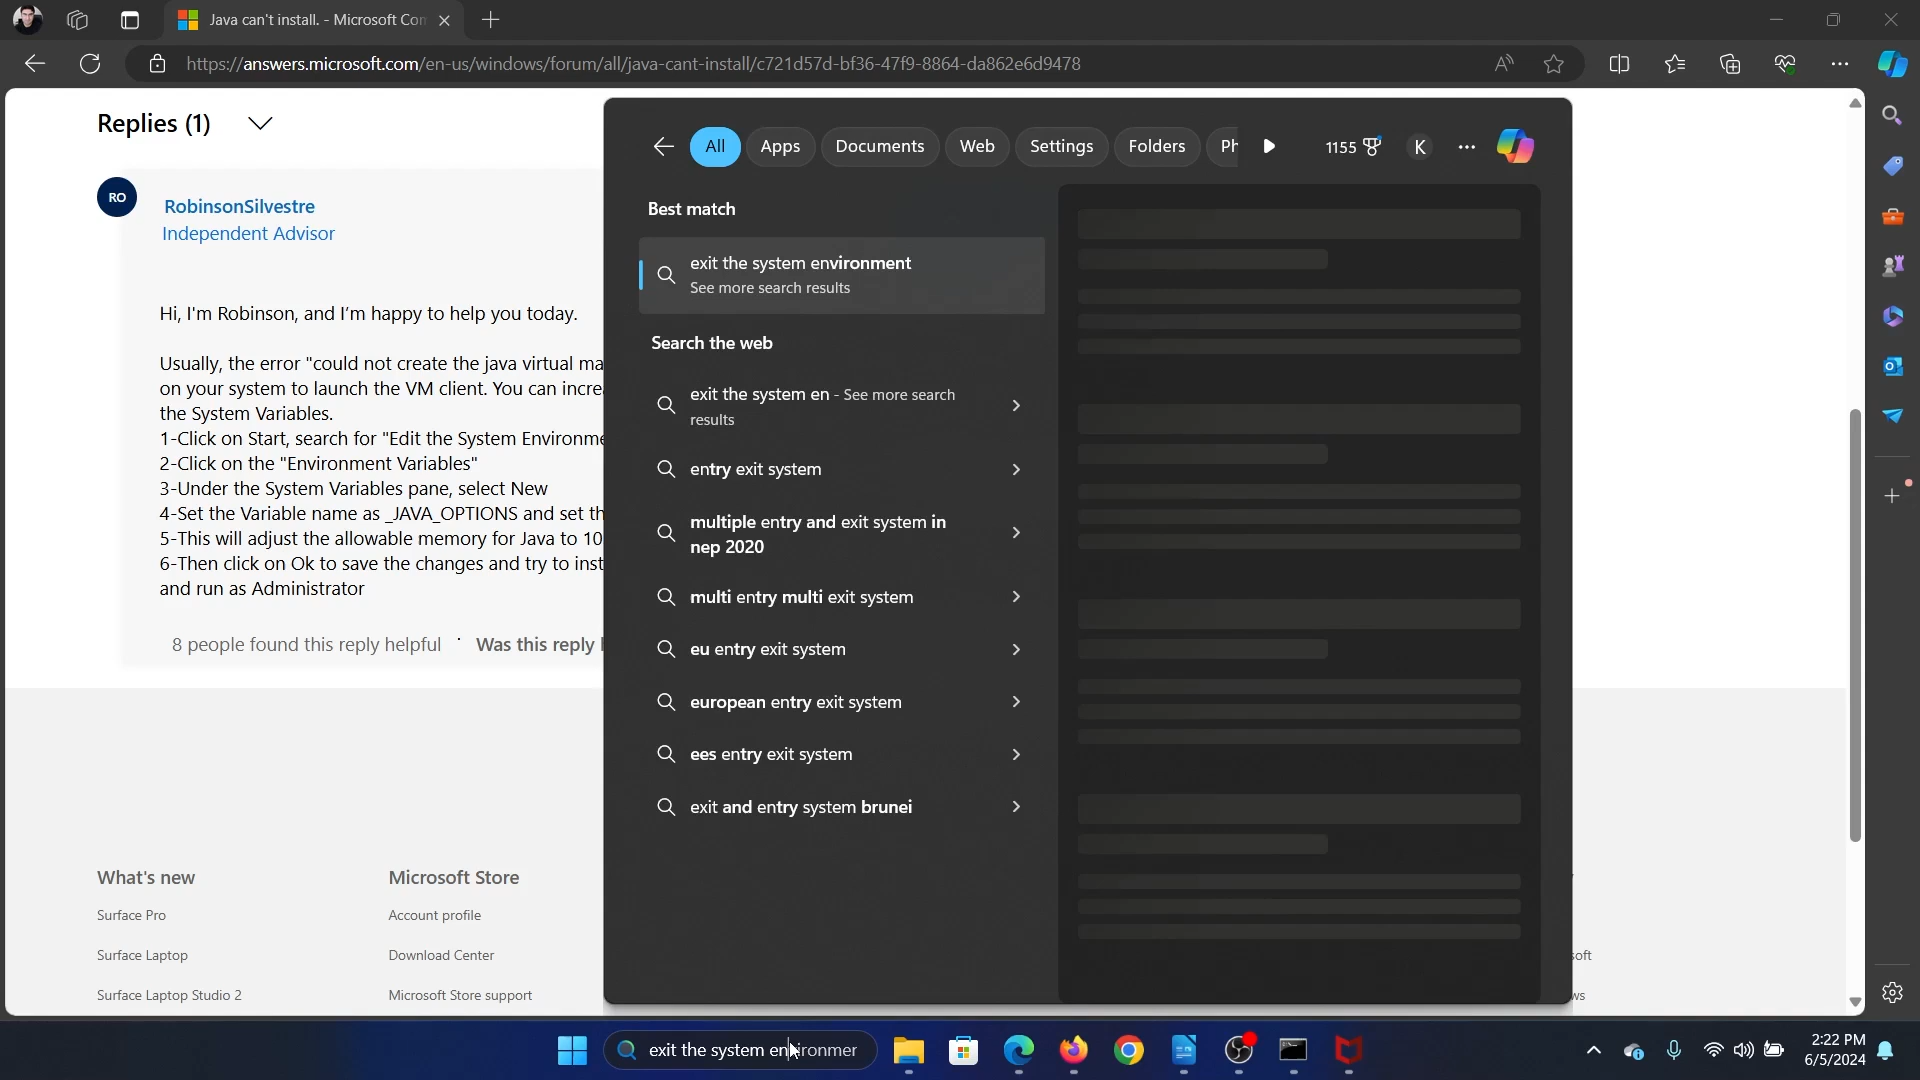 Java can't install. - Microsoft Com
https://answers.microsoft.com/en-us/windows/forum/all/java-cant-install/c721d57d-bf36-47f9-8864-da862e6d9478
Replies (1)
RO
RobinsonSilvestre
Independent Advisor
Hi, I'm Robinson, and I'm happy to help you today.
Usually, the error "could not create the java virtual ma
on your system to launch the VM client. You can increa
the System Variables.
1-Click on Start, search for "Edit the System Environme
2-Click on the "Environment Variables"
3-Under the System Variables pane, select New
4-Set the Variable name as _JAVA_OPTIONS and set th
5-This will adjust the allowable memory for Java to 10
6-Then click on Ok to save the changes and try to inst
and run as Administrator
8 people found this reply helpful · Was this reply h
What's new
Surface Pro
Surface Laptop
Surface Laptop Studio 2
Microsoft Store
Account profile
Download Center
Microsoft Store support
All
Apps
Documents
Web
Settings
Folders
Ph
1155
K
Best match
exit the system environment
See more search results
Search the web
exit the system en - See more search
results
entry exit system
multiple entry and exit system in
nep 2020
multi entry multi exit system
eu entry exit system
european entry exit system
ees entry exit system
exit and entry system brunei
soft
ws
exit the system environmer
2:22 PM
6/5/2024